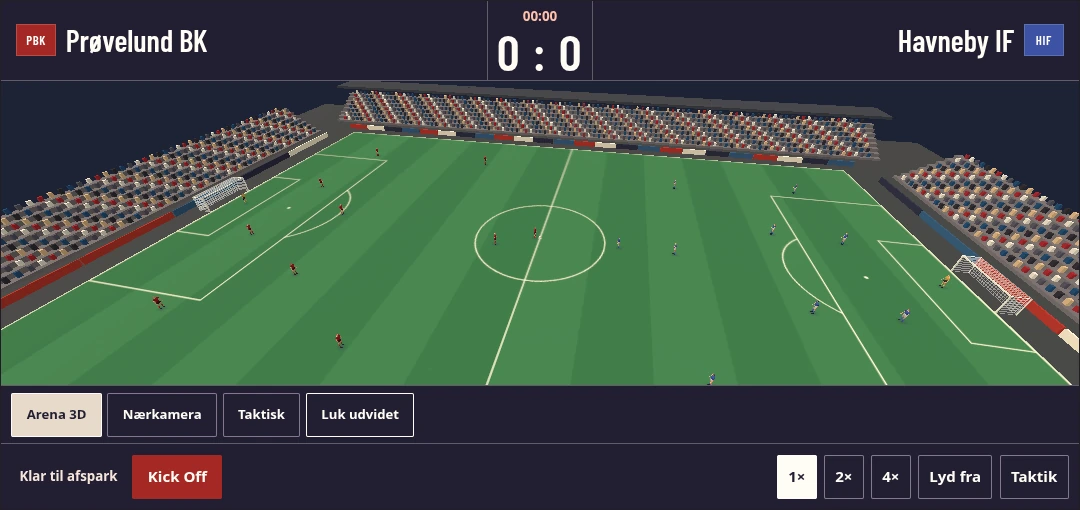 PBK
Prøvelund BK
00:00
0 : 0
Havneby IF
HIF
Arena 3D
Nærkamera
Taktisk
Luk udvidet
Klar til afspark
Kick Off
1×
2×
4×
Lyd fra
Taktik